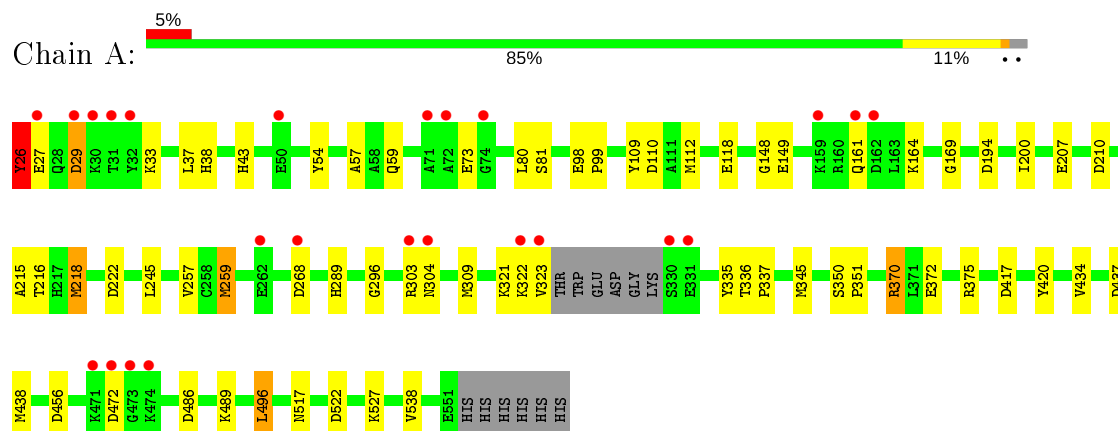 5%
Chain A:
85%
11%
• •
Y26 E27 Q28 D29 K30 T31 Y32 K33 L37 H38 H43 E50 Y54 A57 A58 Q59 A71 A72 E73 G74 L80 S81 E98 P99 Y109 D110 A111 M112 E118 G148 E149 K159 R160 Q161 D162 L163 K164 G169 D194 I200 E207 D210
A215 T216 H217 M218 D222 L245 V257 C258 M259 E262 D268 H289 G296 R303 N304 M309 K321 K322 V323 THR TRP GLU ASP GLY LYS S330 E331 Y335 T336 P337 M345 S350 P351 R370 L371 E372 R375 D417 Y420 V434 D437
M438 D456 K471 D472 G473 K474 D486 K489 L496 N517 D522 K527 V538 E551 HIS HIS HIS HIS HIS HIS